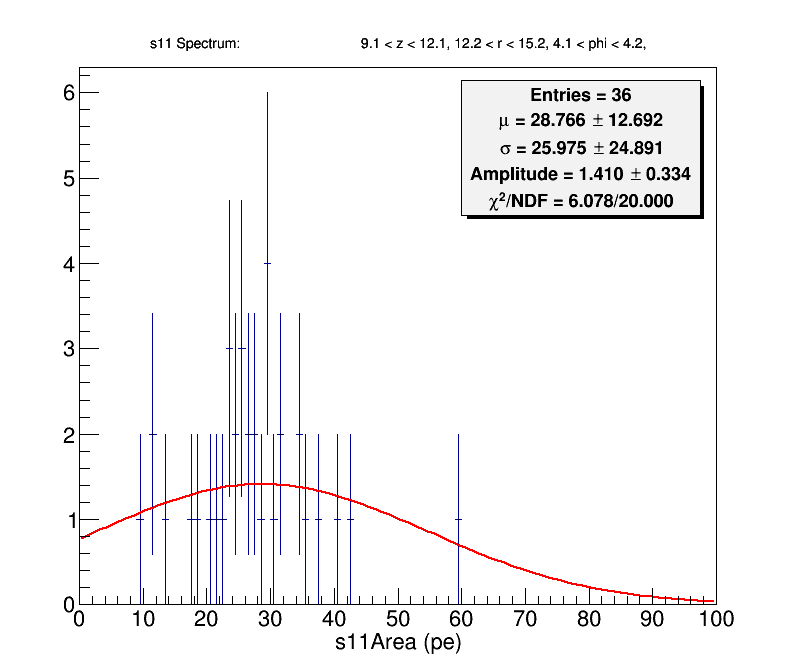 s11 Spectrum: 9.1 < z < 12.1, 12.2 < r < 15.2, 4.1 < phi < 4.2,
Entries = 36
μ = 28.766 ± 12.692
σ = 25.975 ± 24.891
Amplitude = 1.410 ± 0.334
χ²/NDF = 6.078/20.000
6
5
4
3
2
1
0
0 10 20 30 40 50 60 70 80 90 100
s11Area (pe)